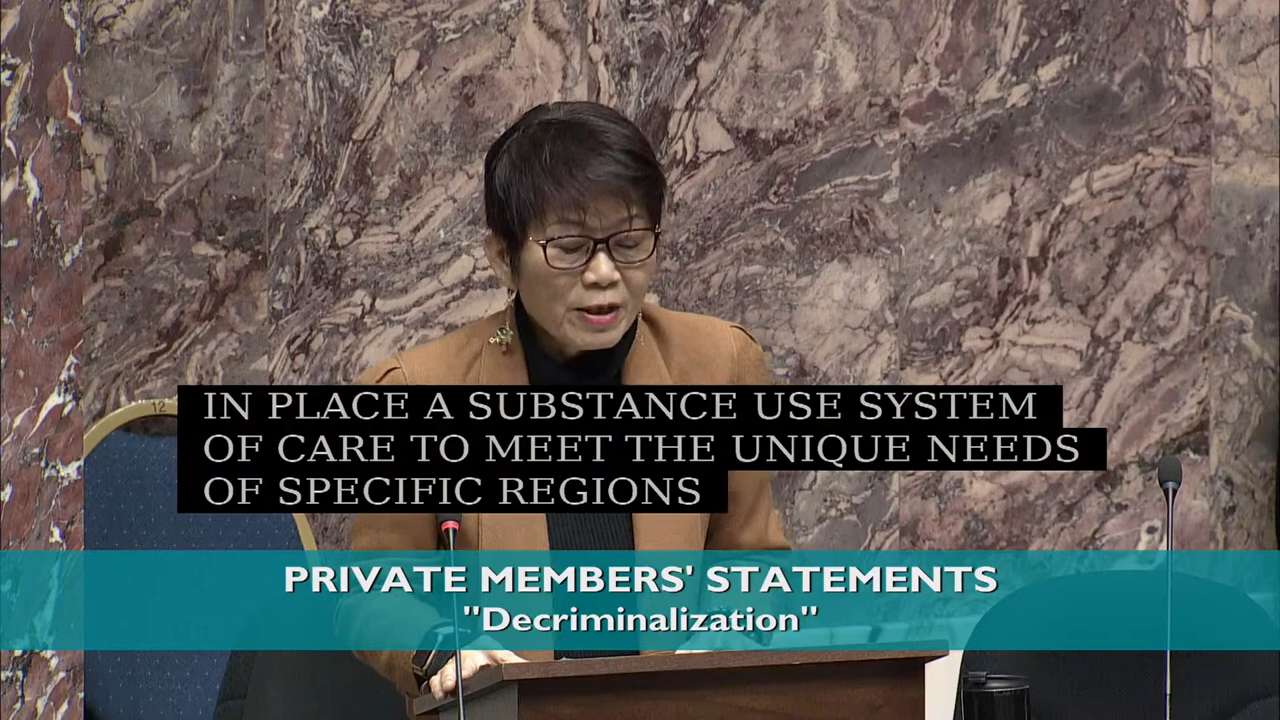 12
IN PLACE A SUBSTANCE USE SYSTEM
OF CARE TO MEET THE UNIQUE NEEDS
OF SPECIFIC REGIONS
PRIVATE MEMBERS' STATEMENTS
"Decriminalization"